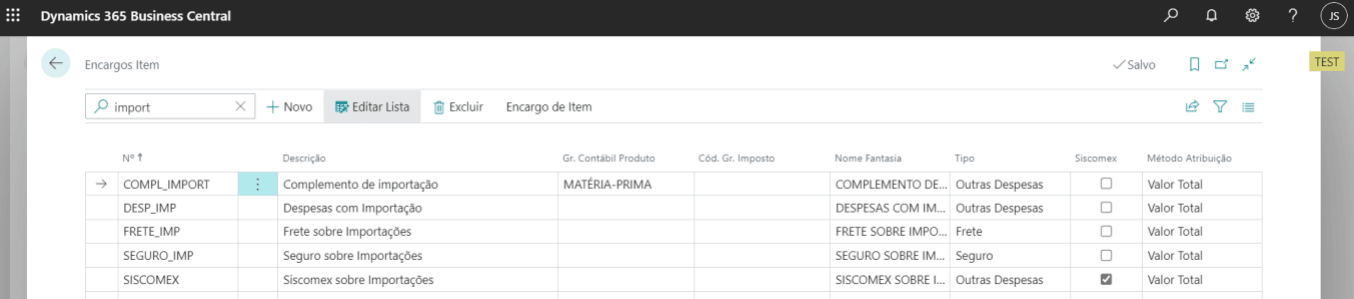 Dynamics 365 Business Central
JS
Encargos Item
Salvo
TEST
import
Novo
Editar Lista
Excluir
Encargo de Item
Nº ↑ Descrição Gr. Contábil Produto Cód. Gr. Imposto Nome Fantasia Tipo Siscomex Método Atribuição
COMPL_IMPORT Complemento de importação MATÉRIA-PRIMA COMPLEMENTO DE... Outras Despesas Valor Total
DESP_IMP Despesas com Importação DESPESAS COM IM... Outras Despesas Valor Total
FRETE_IMP Frete sobre Importações FRETE SOBRE IMPO... Frete Valor Total
SEGURO_IMP Seguro sobre Importações SEGURO SOBRE IM... Seguro Valor Total
SISCOMEX Siscomex sobre Importações SISCOMEX SOBRE I... Outras Despesas Valor Total